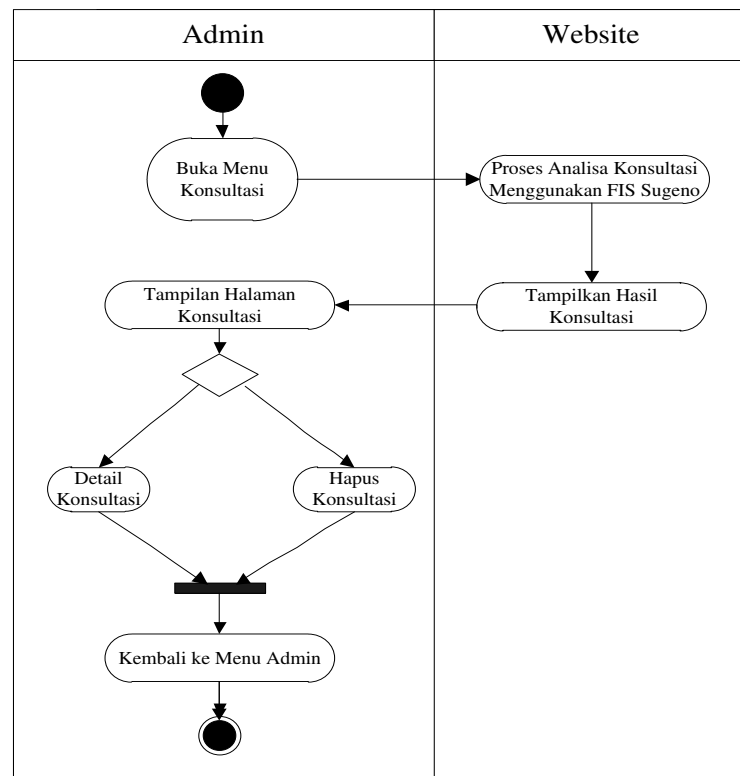 Admin
Website
Buka Menu
Konsultasi
Proses Analisa Konsultasi
Menggunakan FIS Sugeno
Tampilkan Hasil
Konsultasi
Tampilan Halaman
Konsultasi
Detail
Konsultasi
Hapus
Konsultasi
Kembali ke Menu Admin